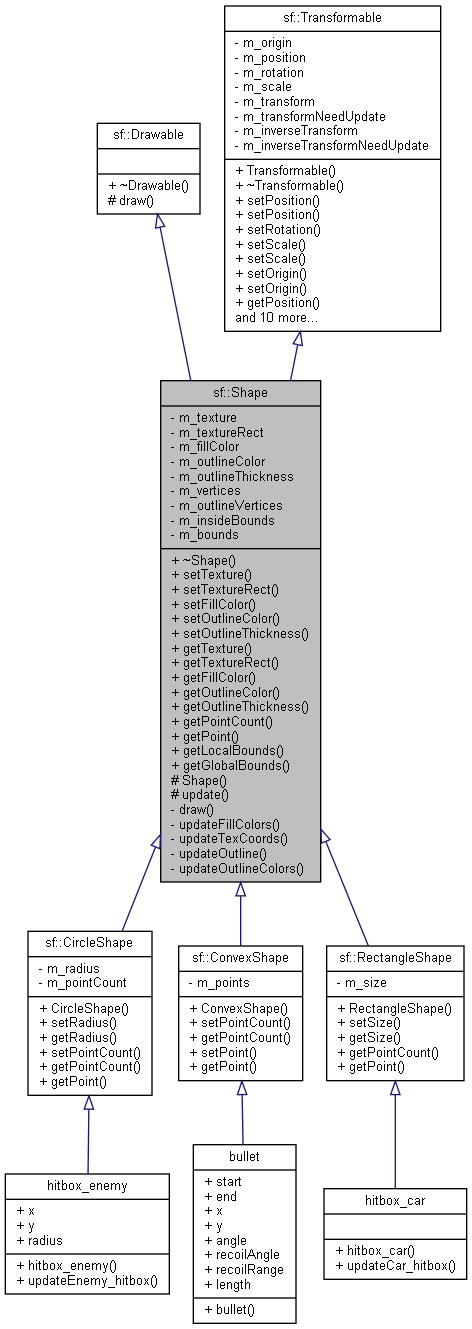 sf::Transformable
- m_origin
- m_position
- m_rotation
- m_scale
- m_transform
- m_transformNeedUpdate
- m_inverseTransform
- m_inverseTransformNeedUpdate
+ Transformable()
+ ~Transformable()
+ setPosition()
+ setPosition()
+ setRotation()
+ setScale()
+ setScale()
+ setOrigin()
+ setOrigin()
+ getPosition()
and 10 more...
sf::Drawable
+ ~Drawable()
# draw()
sf::Shape
- m_texture
- m_textureRect
- m_fillColor
- m_outlineColor
- m_outlineThickness
- m_vertices
- m_outlineVertices
- m_insideBounds
- m_bounds
+ ~Shape()
+ setTexture()
+ setTextureRect()
+ setFillColor()
+ setOutlineColor()
+ setOutlineThickness()
+ getTexture()
+ getTextureRect()
+ getFillColor()
+ getOutlineColor()
+ getOutlineThickness()
+ getPointCount()
+ getPoint()
+ getLocalBounds()
+ getGlobalBounds()
# Shape()
# update()
- draw()
- updateFillColors()
- updateTexCoords()
- updateOutline()
- updateOutlineColors()
sf::CircleShape
- m_radius
- m_pointCount
+ CircleShape()
+ setRadius()
+ getRadius()
+ setPointCount()
+ getPointCount()
+ getPoint()
sf::ConvexShape
- m_points
+ ConvexShape()
+ setPointCount()
+ getPointCount()
+ setPoint()
+ getPoint()
sf::RectangleShape
- m_size
+ RectangleShape()
+ setSize()
+ getSize()
+ getPointCount()
+ getPoint()
hitbox_enemy
+ x
+ y
+ radius
+ hitbox_enemy()
+ updateEnemy_hitbox()
bullet
+ start
+ end
+ x
+ y
+ angle
+ recoilAngle
+ recoilRange
+ length
+ bullet()
hitbox_car
+ hitbox_car()
+ updateCar_hitbox()